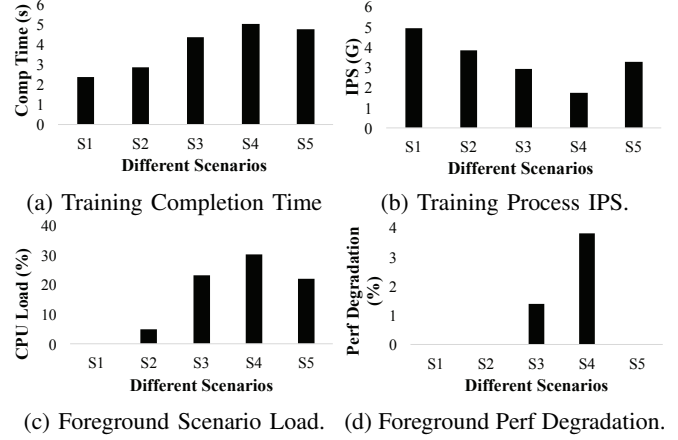 6
5
4
3
2
1
0
Comp Time (s)
S1 S2 S3 S4 S5
Different Scenarios
(a) Training Completion Time
6
5
4
3
2
1
0
IPS (G)
S1 S2 S3 S4 S5
Different Scenarios
(b) Training Process IPS.
40
30
20
10
0
CPU Load (%)
S1 S2 S3 S4 S5
Different Scenarios
(c) Foreground Scenario Load.
4
3
2
1
0
Perf Degradation
(%)
S1 S2 S3 S4 S5
Different Scenarios
(d) Foreground Perf Degradation.